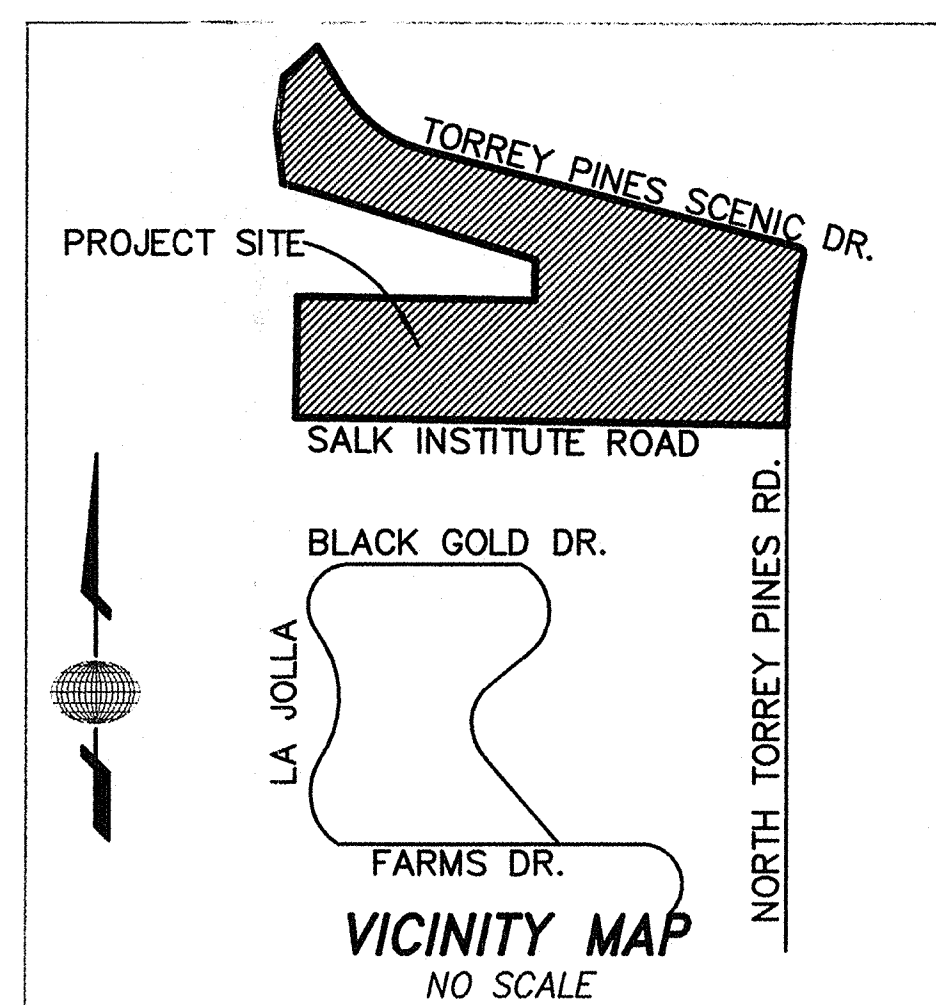 TORREY PINES SCENIC DR.
PROJECT SITE
SALK INSTITUTE ROAD
BLACK GOLD DR.
LA JOLLA
FARMS DR.
NORTH TORREY PINES RD.
VICINITY MAP
NO SCALE